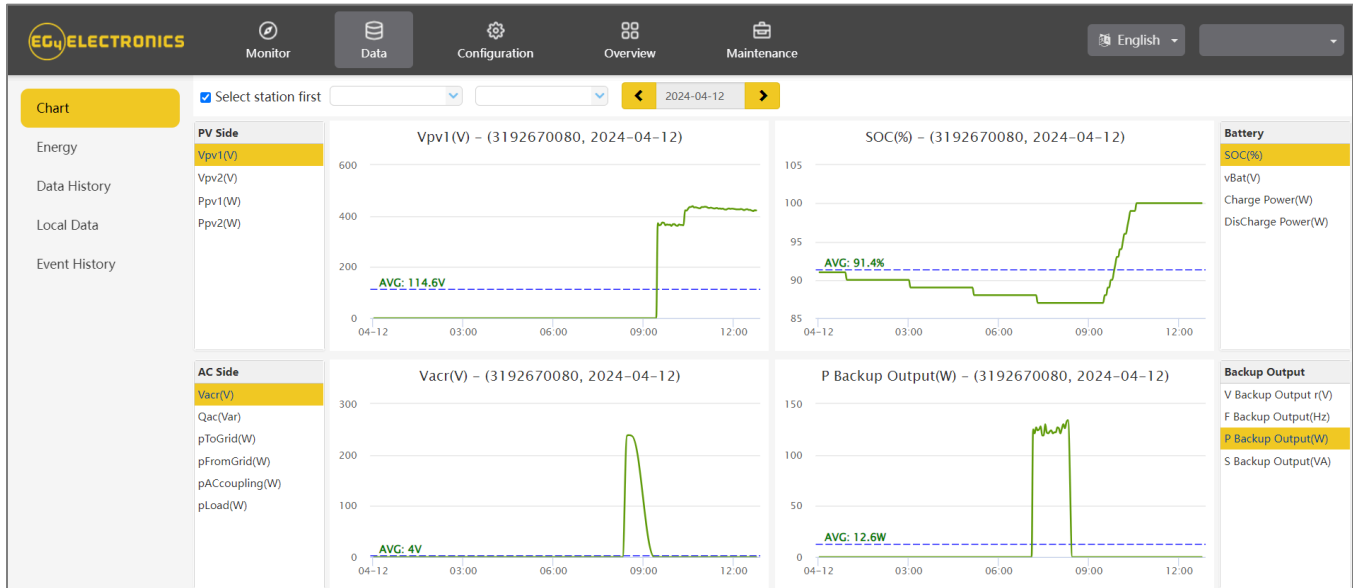 EG4 ELECTRONICS
Monitor
Data
Configuration
Overview
Maintenance
English
Chart
Energy
Data History
Local Data
Event History
Select station first
2024-04-12
PV Side
Vpv1(V)
Vpv2(V)
Ppv1(W)
Ppv2(W)
Vpv1(V) – (3192670080, 2024-04-12)
600
400
200
0
AVG: 114.6V
04-12 03:00 06:00 09:00 12:00
SOC(%) – (3192670080, 2024-04-12)
105
100
95
90
85
AVG: 91.4%
04-12 03:00 06:00 09:00 12:00
Battery
SOC(%)
vBat(V)
Charge Power(W)
DisCharge Power(W)
AC Side
Vacr(V)
Qac(Var)
pToGrid(W)
pFromGrid(W)
pACcoupling(W)
pLoad(W)
Vacr(V) – (3192670080, 2024-04-12)
300
200
100
0
AVG: 4V
04-12 03:00 06:00 09:00 12:00
P Backup Output(W) – (3192670080, 2024-04-12)
150
100
50
0
AVG: 12.6W
04-12 03:00 06:00 09:00 12:00
Backup Output
V Backup Output r(V)
F Backup Output(Hz)
P Backup Output(W)
S Backup Output(VA)